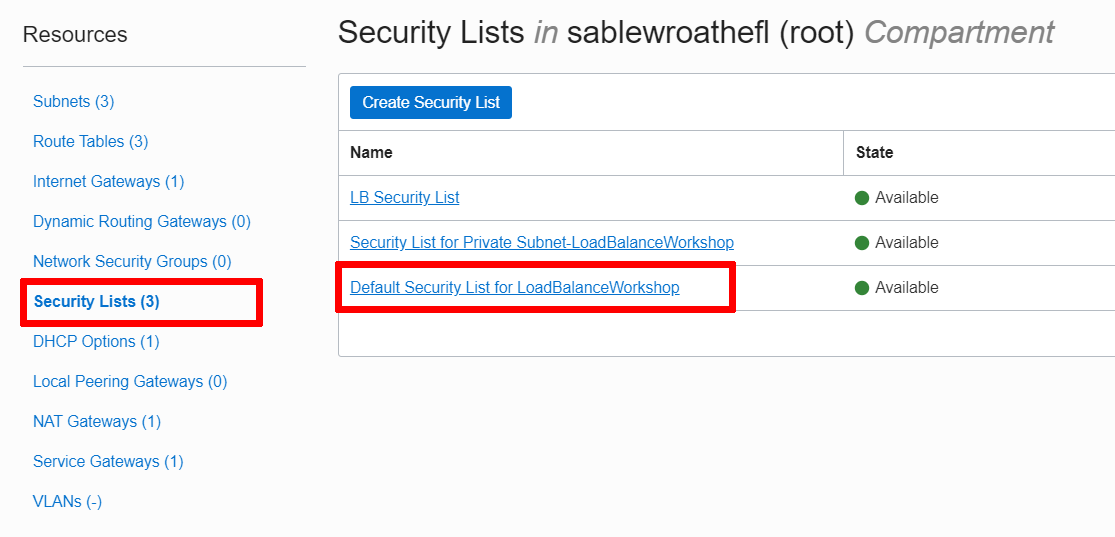 Resources
Subnets (3)
Route Tables (3)
Internet Gateways (1)
Dynamic Routing Gateways (0)
Network Security Groups (0)
Security Lists (3)
DHCP Options (1)
Local Peering Gateways (0)
NAT Gateways (1)
Service Gateways (1)
VLANs (-)
Security Lists in sablewroathefl (root) Compartment
Create Security List
Name State
LB Security List Available
Security List for Private Subnet-LoadBalanceWorkshop Available
Default Security List for LoadBalanceWorkshop Available